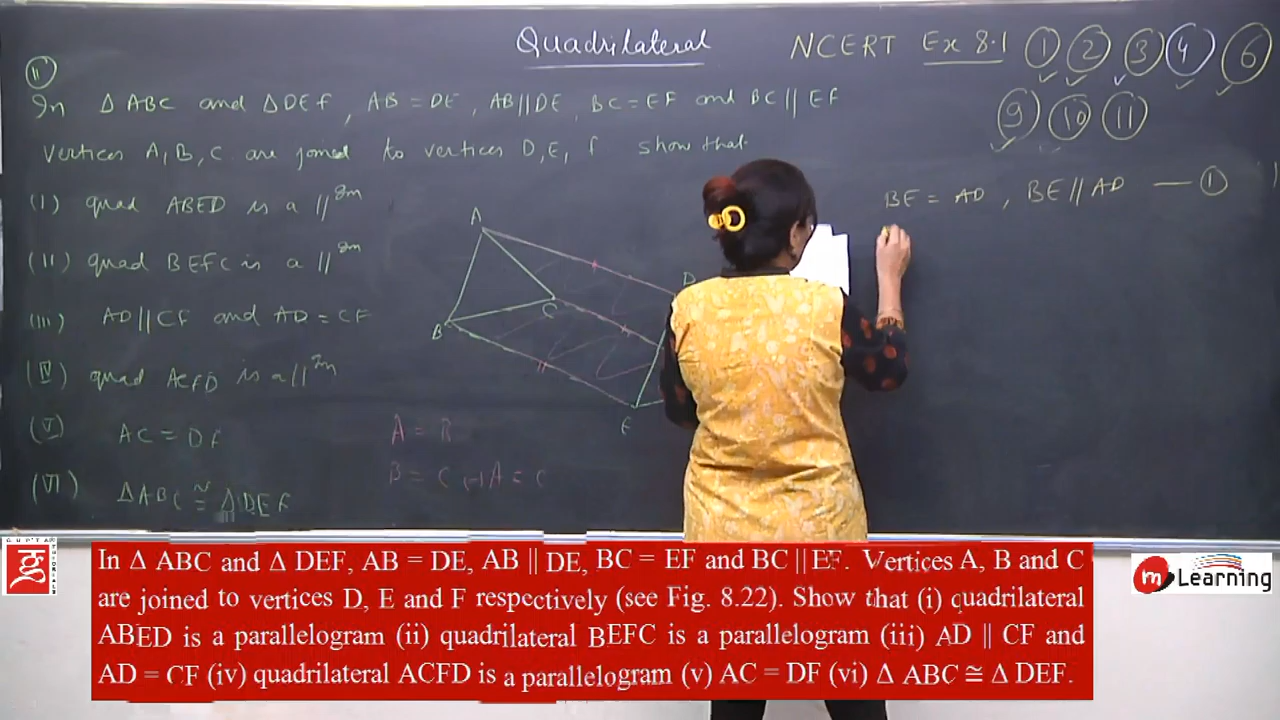 Quadrilateral NCERT Ex 8.1 1 2 3 4 6
9 10 11
11
In Δ ABC and Δ DEF, AB = DE, AB || DE, BC = EF and BC || EF
Vertices A, B, C are joined to vertices D, E, F show that
(I) quad ABED is a ||gm
(II) quad BEFC is a ||gm
(III) AD || CF and AD = CF
(IV) quad ACFD is a ||gm
(V) AC = DF
(VI) ΔABC ≅ ΔDEF
A
B
C
D
E
A = B
B = C A = C
BE = AD, BE || AD — 1
GUPTA
TUTORIALS
In Δ ABC and Δ DEF, AB = DE, AB || DE, BC = EF and BC || EF. Vertices A, B and C
are joined to vertices D, E and F respectively (see Fig. 8.22). Show that (i) quadrilateral
ABED is a parallelogram (ii) quadrilateral BEFC is a parallelogram (iii) AD || CF and
AD = CF (iv) quadrilateral ACFD is a parallelogram (v) AC = DF (vi) Δ ABC ≅ Δ DEF.
m Learning